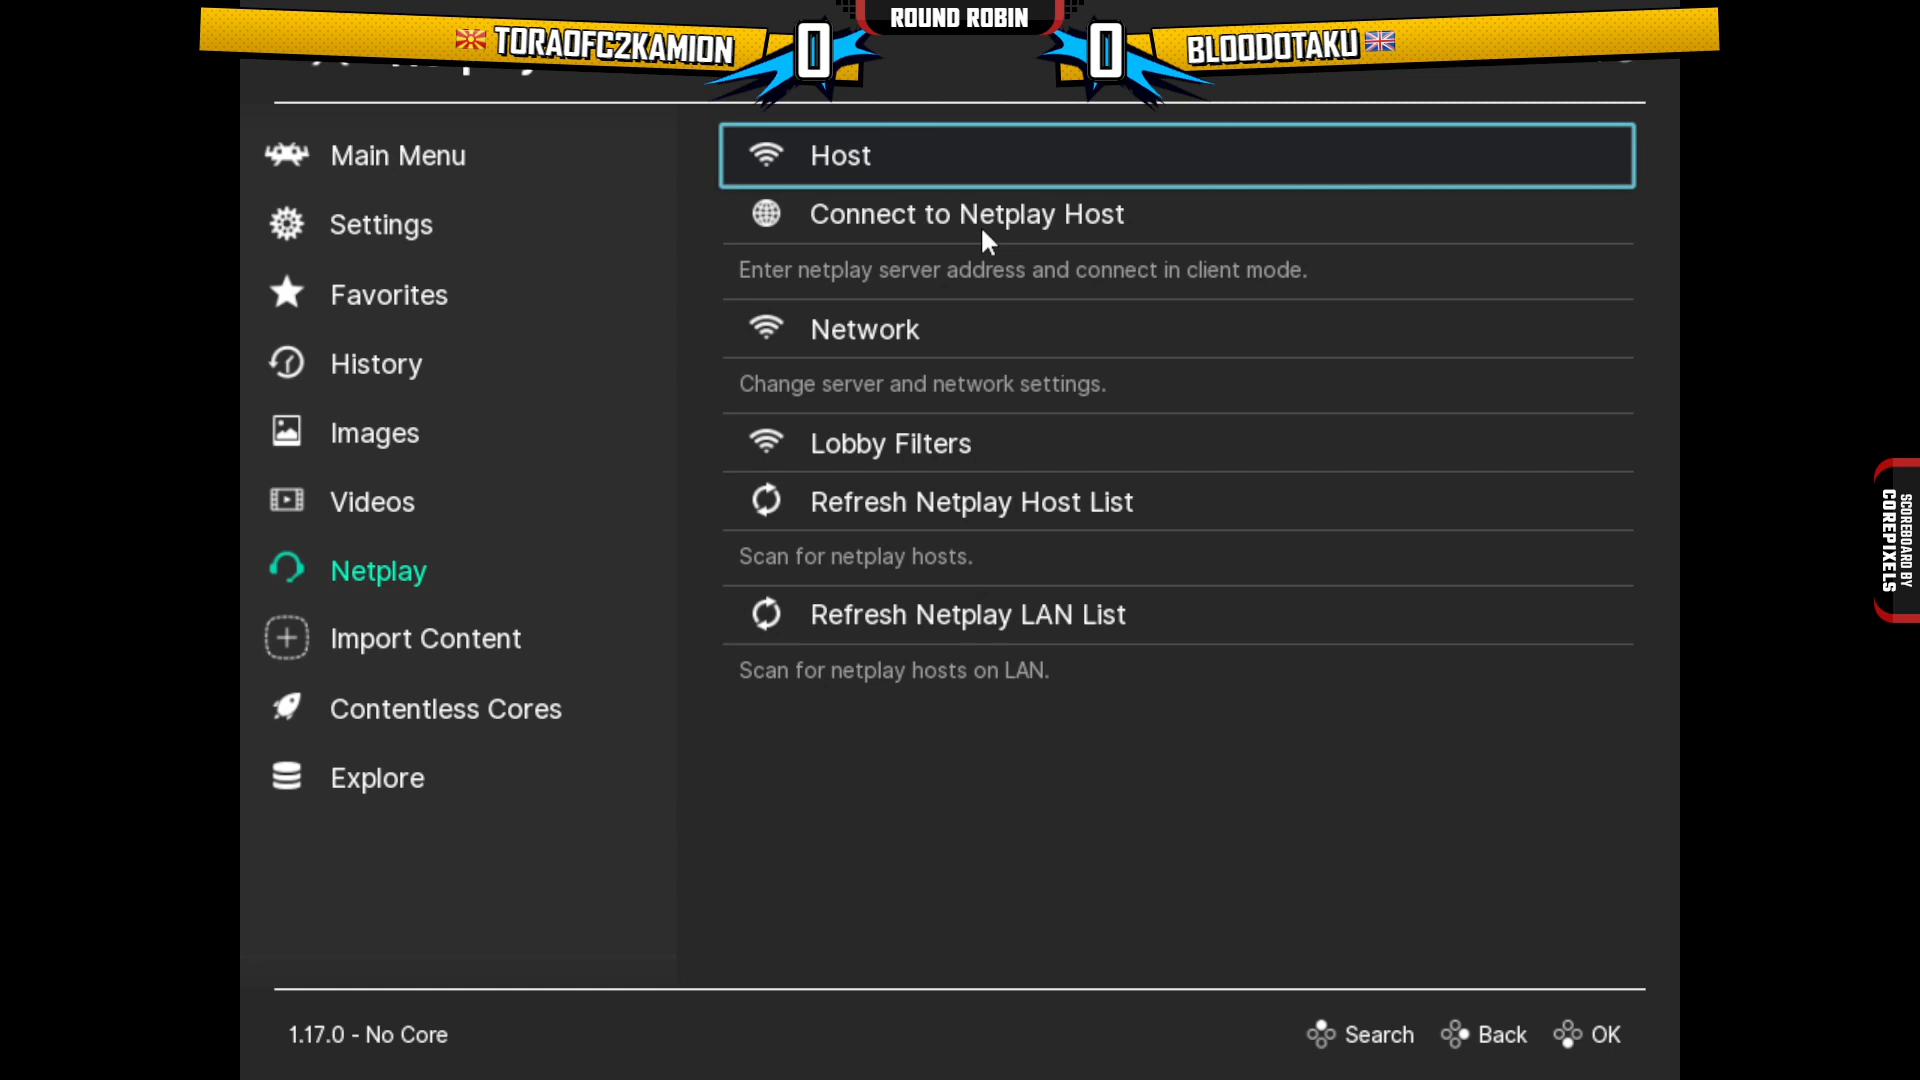 ROUND ROBIN
TORAOFC2KAMION
0
0
BLOODOTAKU
Main Menu
Settings
Favorites
History
Images
Videos
Netplay
Import Content
Contentless Cores
Explore
Host
Connect to Netplay Host
Enter netplay server address and connect in client mode.
Network
Change server and network settings.
Lobby Filters
Refresh Netplay Host List
Scan for netplay hosts.
Refresh Netplay LAN List
Scan for netplay hosts on LAN.
SCOREBOARD BY
COREPIXELS
1.17.0 - No Core
Search
Back
OK